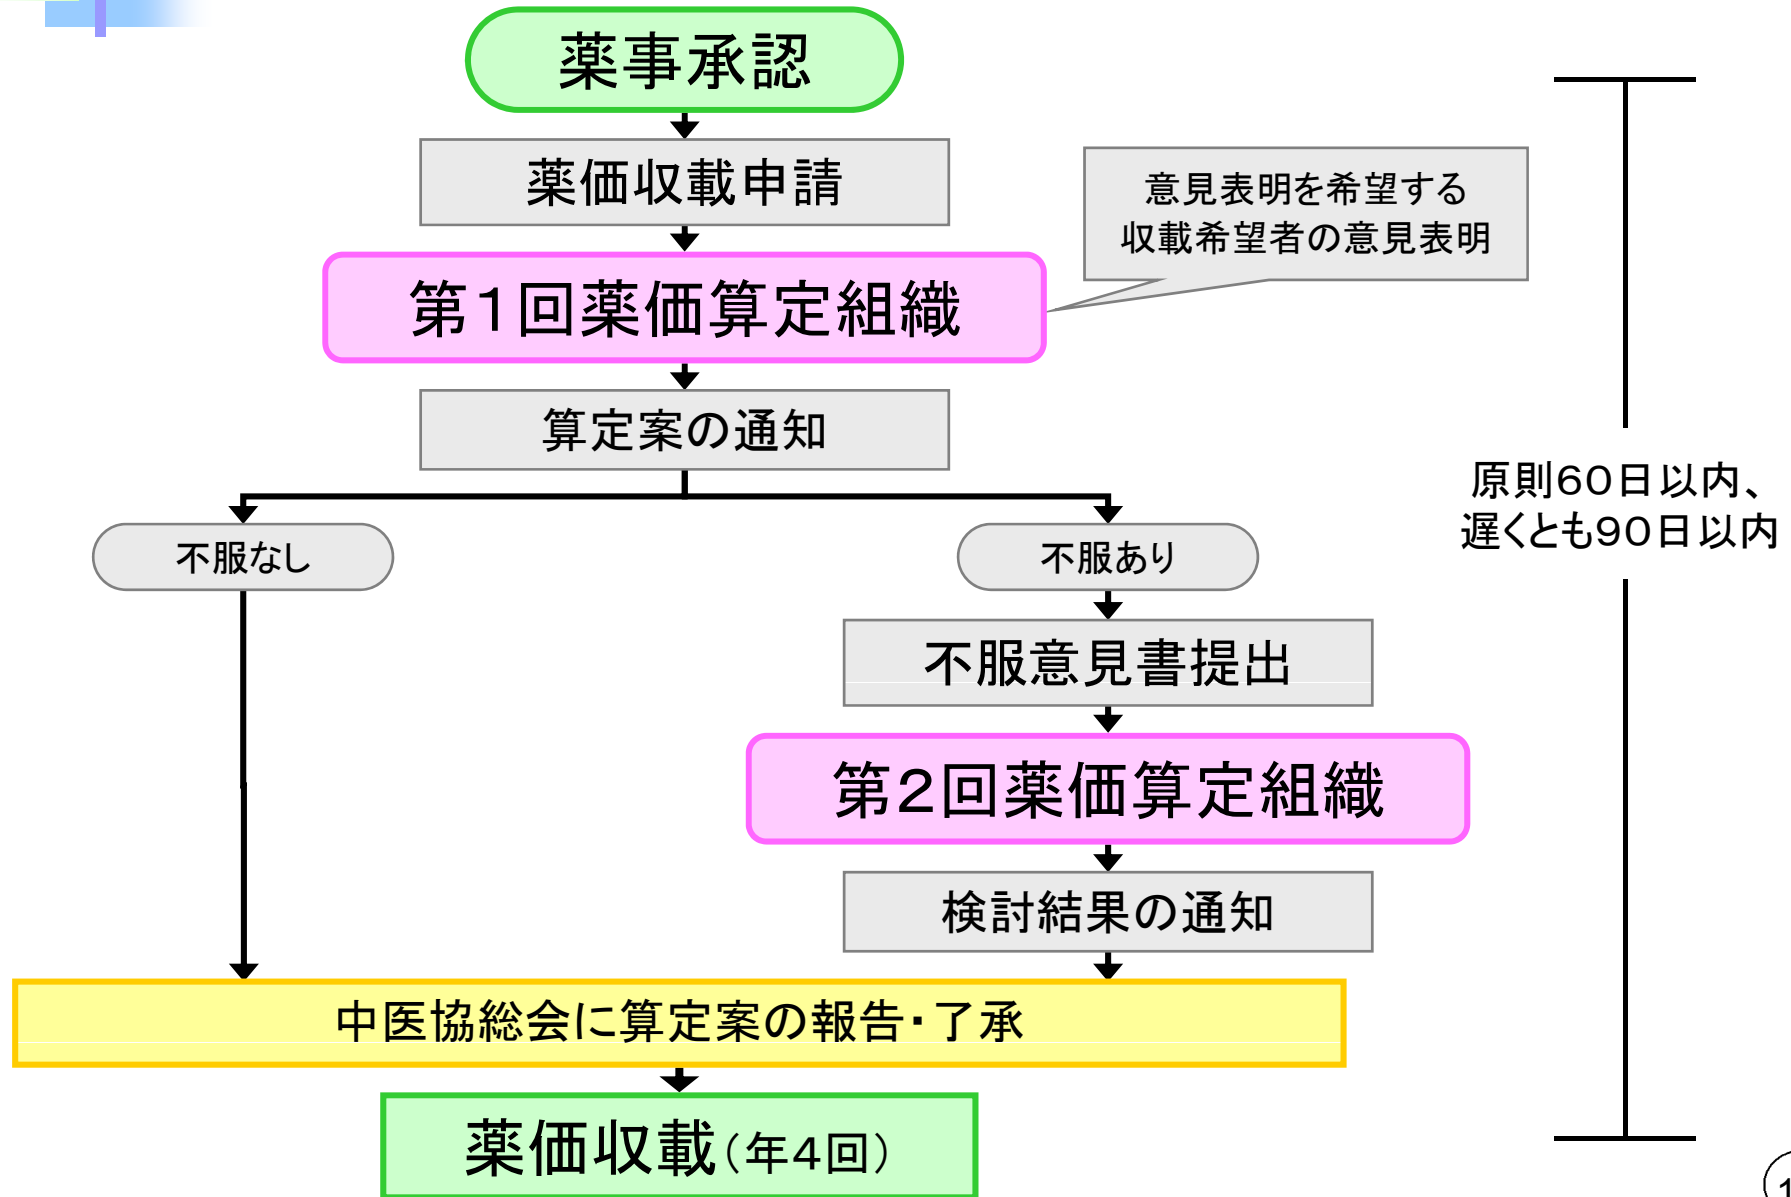 薬事承認
薬価収載申請
意見表明を希望する
収載希望者の意見表明
第１回薬価算定組織
算定案の通知
原則６０日以内、
遅くとも９０日以内
不服なし
不服あり
不服意見書提出
第２回薬価算定組織
検討結果の通知
中医協総会に算定案の報告・了承
薬価収載（年４回）